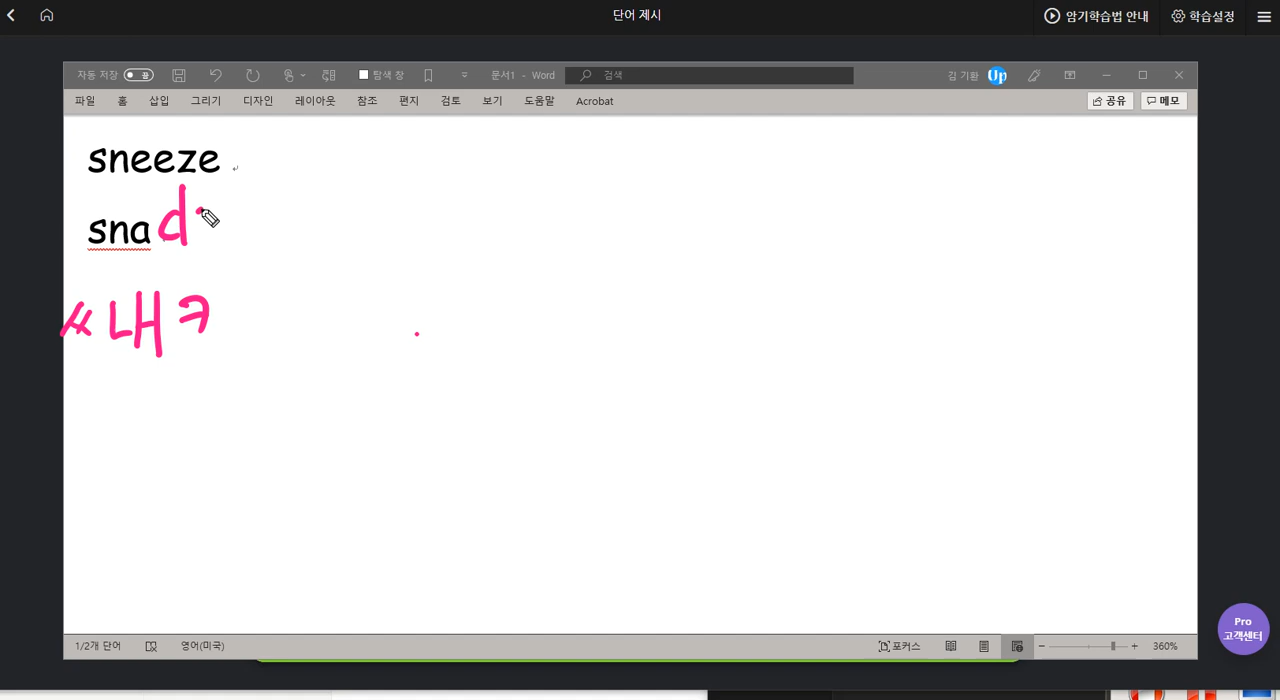 단어 제시
암기학습법 안내
학습설정
자동 저장 끔
탐색 창
문서1 - Word
검색
김 기환
Up
파일 홈 삽입 그리기 디자인 레이아웃 참조 편지 검토 보기 도움말 Acrobat
공유
메모
sneeze
snad
내
1/2개 단어
영어(미국)
포커스
360%
Pro
고객센터